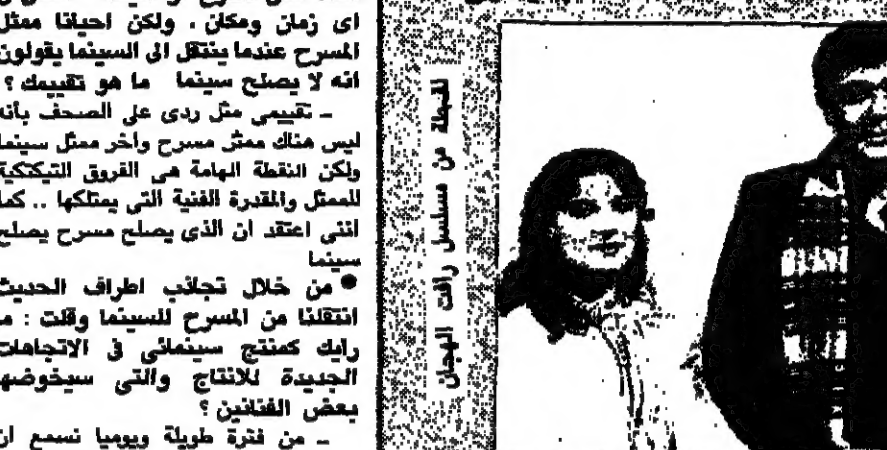 اى زمان ومكان ، ولكن احيانا ممثل
المسرح عندما ينتقل الى السينما يقولون
انه لا يصلح سينما ما هو تقييمك ؟
ـ تقييمى مثل ردى على الصحف بأنه
ليس هناك ممثل مسرح واخر ممثل سينما
ولكن النقطة الهامة هى الفروق التيكتكية
للممثل والمقدرة الفنية التى يمتلكها .. كما
اننى اعتقد ان الذى يصلح مسرح يصلح
سينما
● من خلال تجاذب اطراف الحديث
انتقلنا من المسرح للسينما وقلت : ما
رايك كمنتج سينمائى فى الاتجاهات
الجديدة للانتاج والتى سيخوضها
بعض الفنانين ؟
ـ من فترة طويلة ويوميا نسمع ان
لقطة من مسلسل رافت الهجان